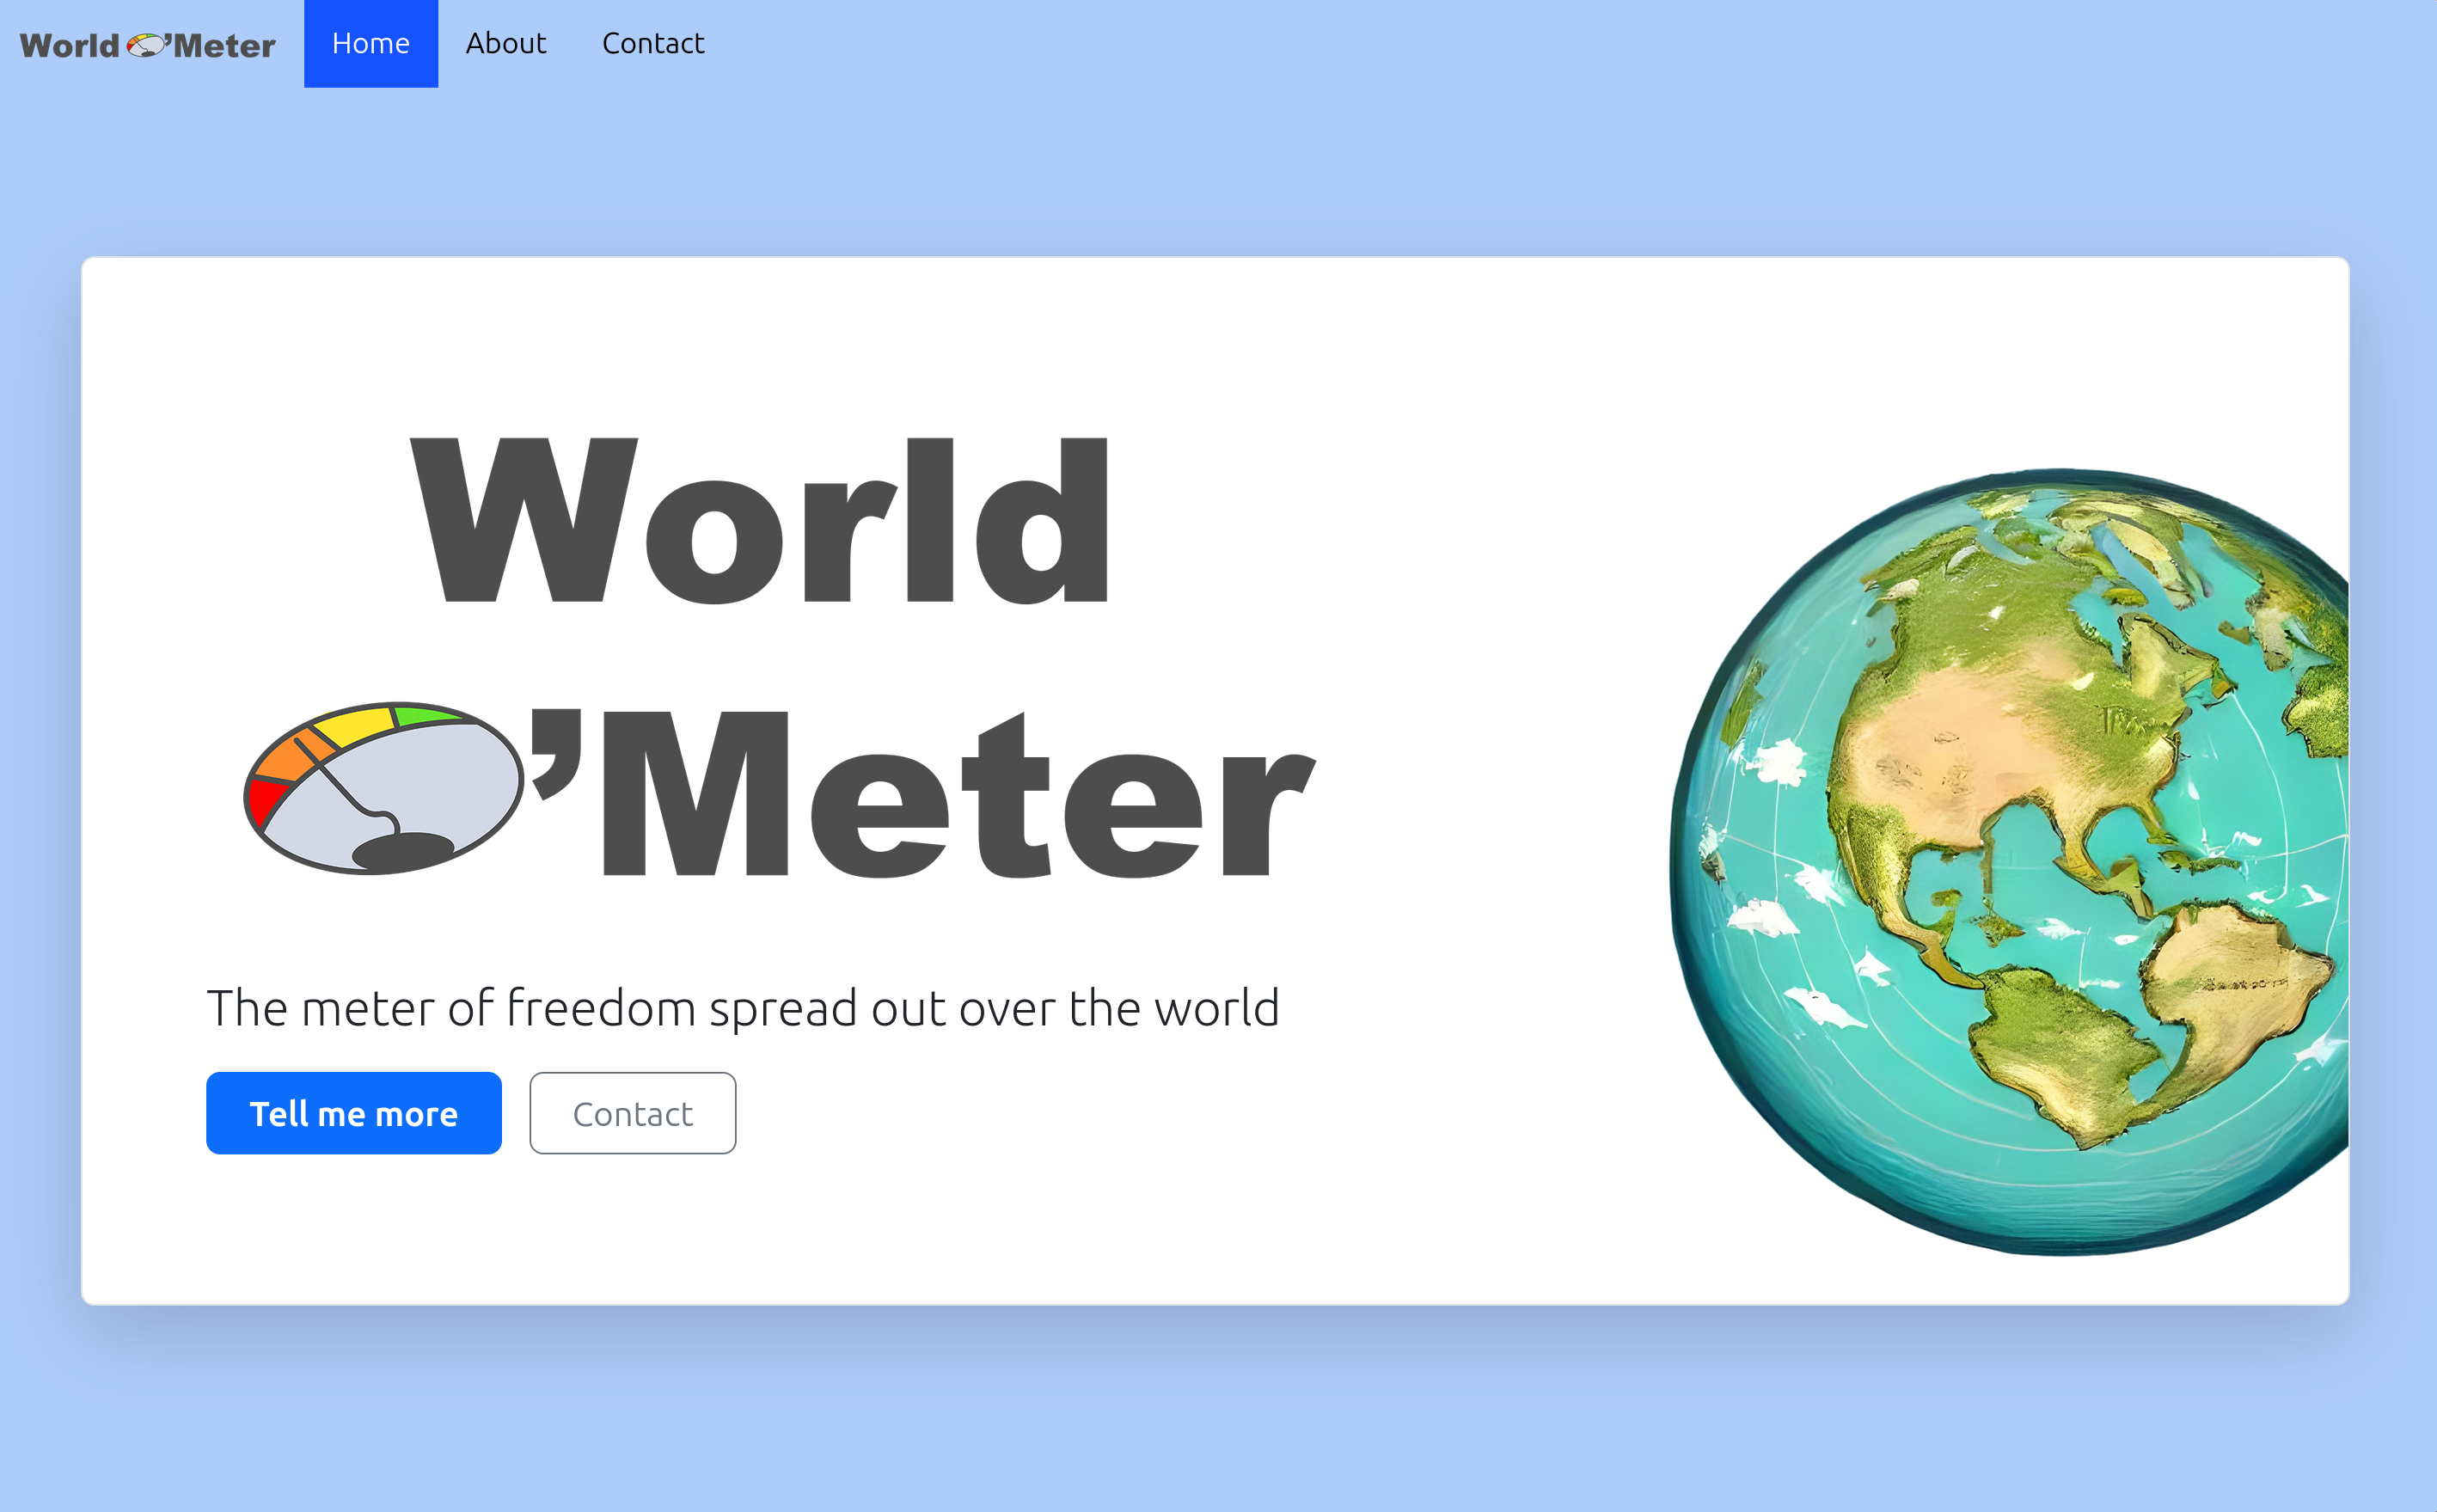 World O’Meter
Home
About
Contact
World
O’Meter
The meter of freedom spread out over the world
Tell me more
Contact